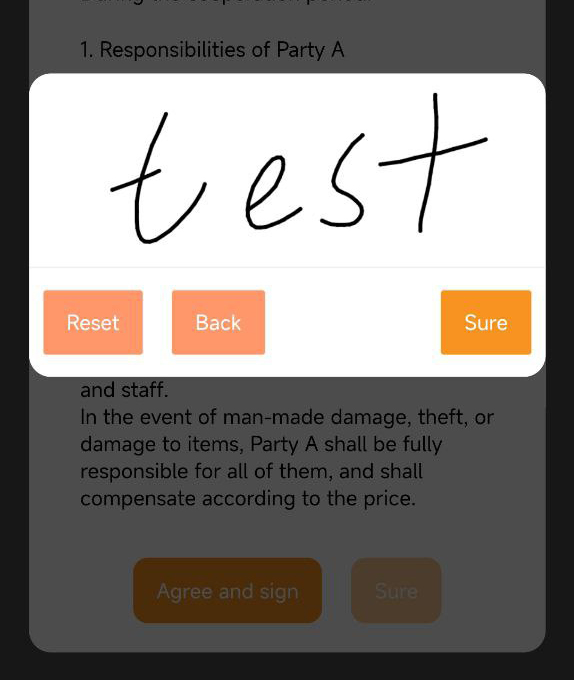 1. Responsibilities of Party A
test
Reset Back Sure
and staff.
In the event of man-made damage, theft, or
damage to items, Party A shall be fully
responsible for all of them, and shall
compensate according to the price.
Agree and sign Sure